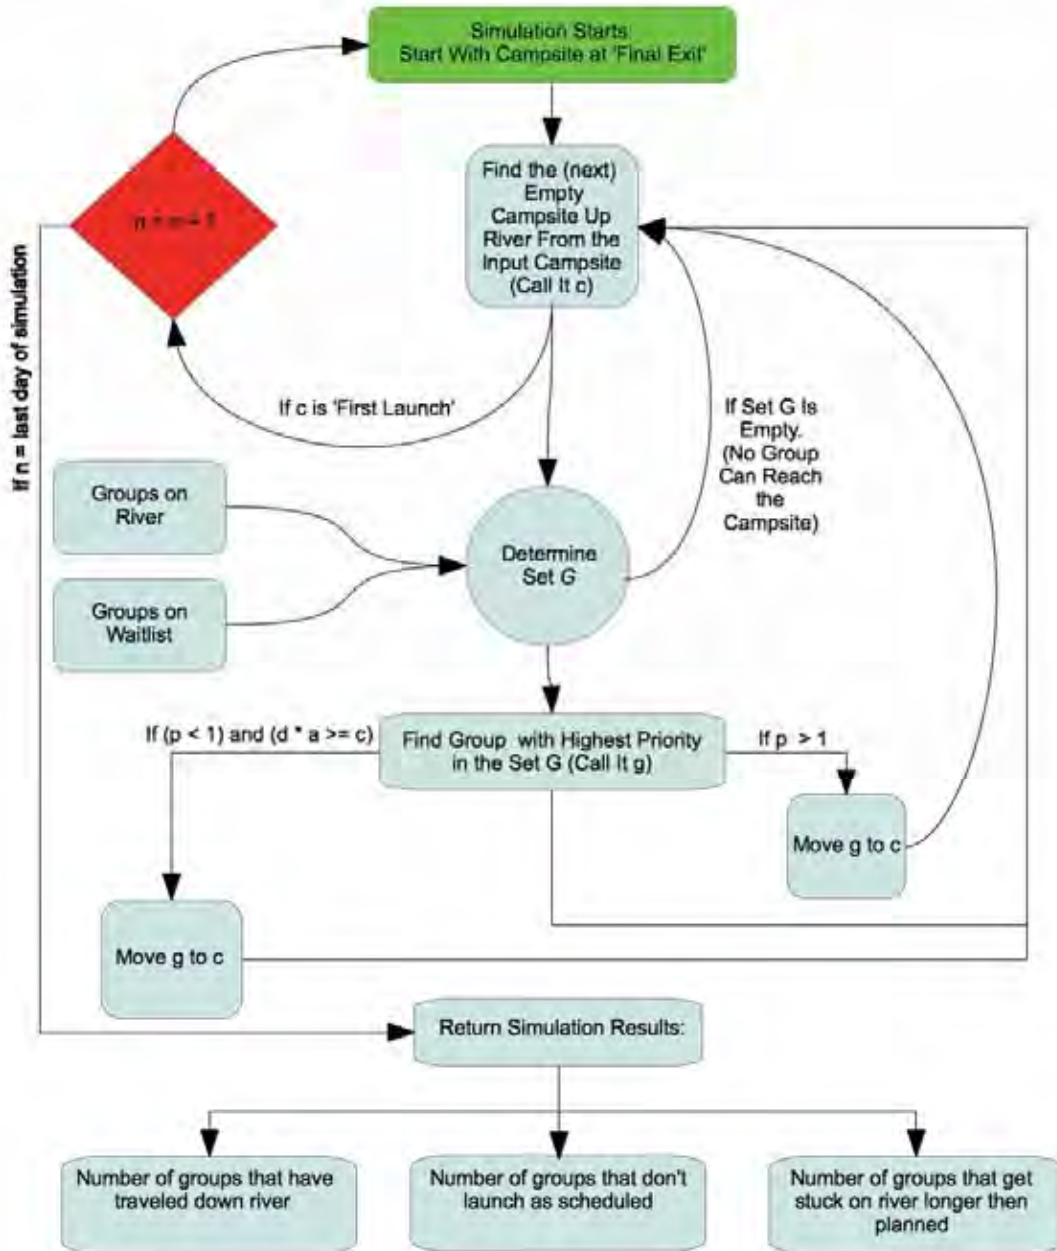 Simulation Starts:
Start With Campsite at 'Final Exit'
Find the (next)
Empty
Campsite Up
River From the
Input Campsite
(Call It c)
If n = last day of simulation
If c is 'First Launch'
If Set G Is
Empty.
(No Group
Can Reach
the
Campsite)
Groups on
River
Determine
Set G
Groups on
Waitlist
If (p < 1) and (d * a >= c)
Find Group with Highest Priority
in the Set G (Call It g)
If p > 1
Move g to c
Move g to c
Return Simulation Results:
Number of groups that have
traveled down river
Number of groups that don't
launch as scheduled
Number of groups that get
stuck on river longer then
planned